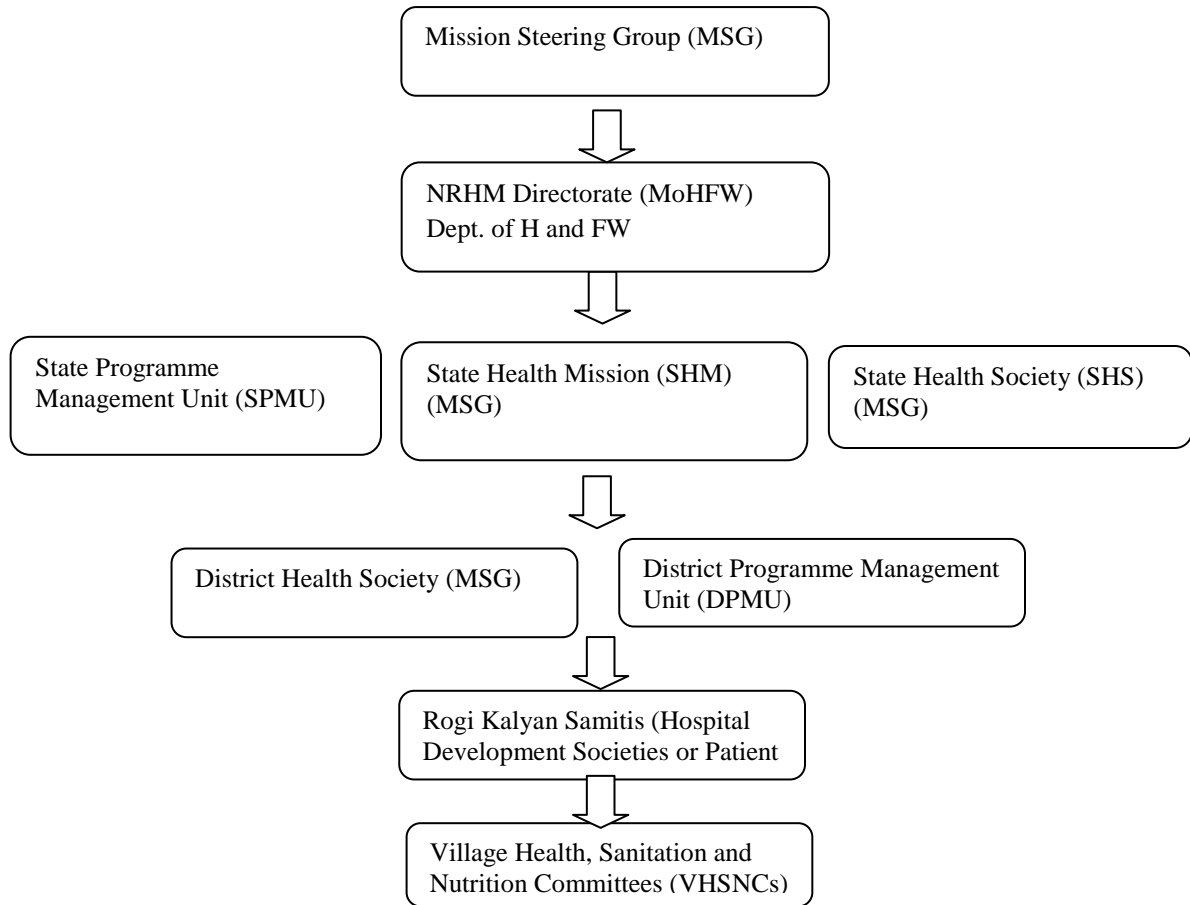 Mission Steering Group (MSG)
NRHM Directorate (MoHFW)
Dept. of H and FW
State Programme
Management Unit (SPMU)
State Health Mission (SHM)
(MSG)
State Health Society (SHS)
(MSG)
District Health Society (MSG)
District Programme Management
Unit (DPMU)
Rogi Kalyan Samitis (Hospital
Development Societies or Patient
Village Health, Sanitation and
Nutrition Committees (VHSNCs)